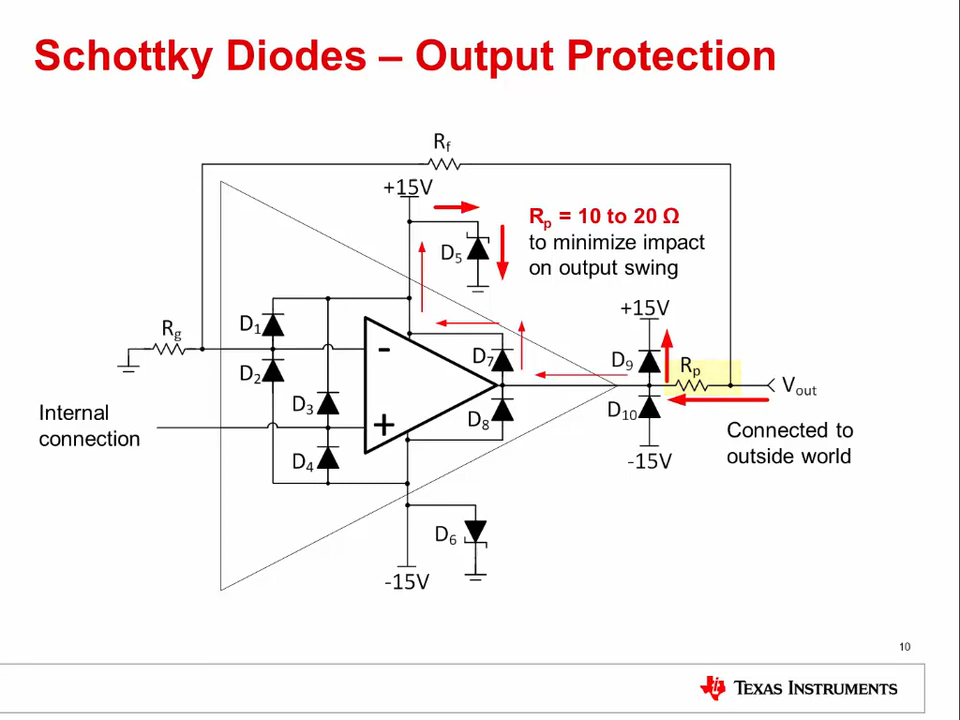 Schottky Diodes – Output Protection
Rf
+15V
Rp = 10 to 20 Ω
to minimize impact
on output swing
D5
+15V
D1
Rg
-
D7
D9
Rp
D2
Vout
Internal
connection
D3
+
D8
D10
Connected to
outside world
D4
-15V
D6
-15V
10
TEXAS INSTRUMENTS